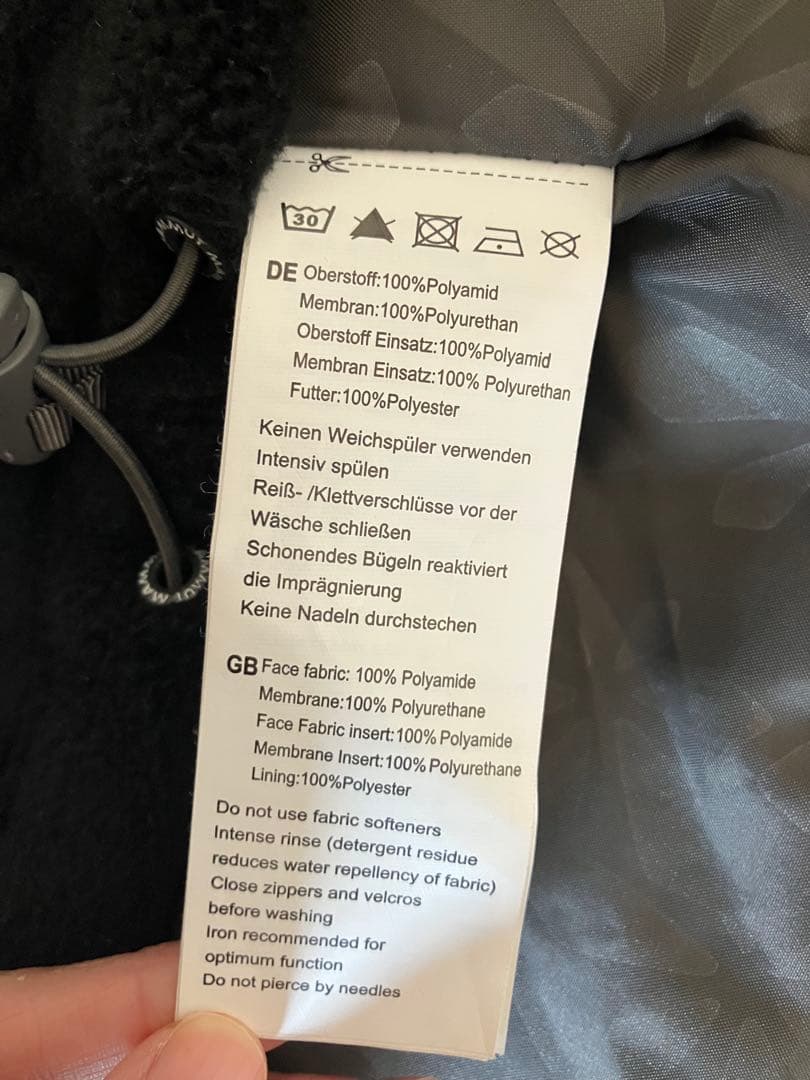 30
DE Oberstoff:100%Polyamid
Membran:100%Polyurethan
Oberstoff Einsatz:100%Polyamid
Membran Einsatz:100% Polyurethan
Futter:100%Polyester
Keinen Weichspüler verwenden
Intensiv spülen
Reiß- /Klettverschlüsse vor der
Wäsche schließen
Schonendes Bügeln reaktiviert
die Imprägnierung
Keine Nadeln durchstechen
GB Face fabric: 100% Polyamide
Membrane:100% Polyurethane
Face Fabric insert:100% Polyamide
Membrane Insert:100% Polyurethane
Lining:100%Polyester
Do not use fabric softeners
Intense rinse (detergent residue
reduces water repellency of fabric)
Close zippers and velcros
before washing
Iron recommended for
optimum function
Do not pierce by needles